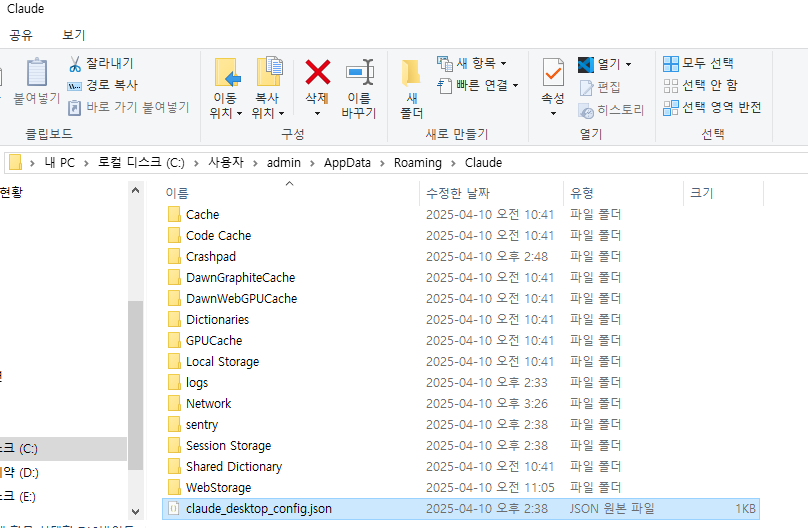 Claude
공유 보기
붙여넣기
잘라내기
경로 복사
바로 가기 붙여넣기
클립보드
이동 위치
복사 위치
삭제
이름 바꾸기
구성
새 폴더
새 항목
빠른 연결
새로 만들기
속성
열기
편집
히스토리
열기
모두 선택
선택 안 함
선택 영역 반전
선택
내 PC > 로컬 디스크 (C:) > 사용자 > admin > AppData > Roaming > Claude
현황
스크 (C:)
(D:)
스크 (E:)
이름 수정한 날짜 유형 크기
Cache 2025-04-10 오전 10:41 파일 폴더
Code Cache 2025-04-10 오전 10:41 파일 폴더
Crashpad 2025-04-10 오후 2:48 파일 폴더
DawnGraphiteCache 2025-04-10 오전 10:41 파일 폴더
DawnWebGPUCache 2025-04-10 오전 10:41 파일 폴더
Dictionaries 2025-04-10 오전 10:41 파일 폴더
GPUCache 2025-04-10 오전 10:41 파일 폴더
Local Storage 2025-04-10 오전 10:41 파일 폴더
logs 2025-04-10 오후 2:33 파일 폴더
Network 2025-04-10 오후 3:26 파일 폴더
sentry 2025-04-10 오후 2:38 파일 폴더
Session Storage 2025-04-10 오후 2:38 파일 폴더
Shared Dictionary 2025-04-10 오전 10:41 파일 폴더
WebStorage 2025-04-10 오전 11:05 파일 폴더
claude_desktop_config.json 2025-04-10 오후 2:38 JSON 원본 파일 1KB